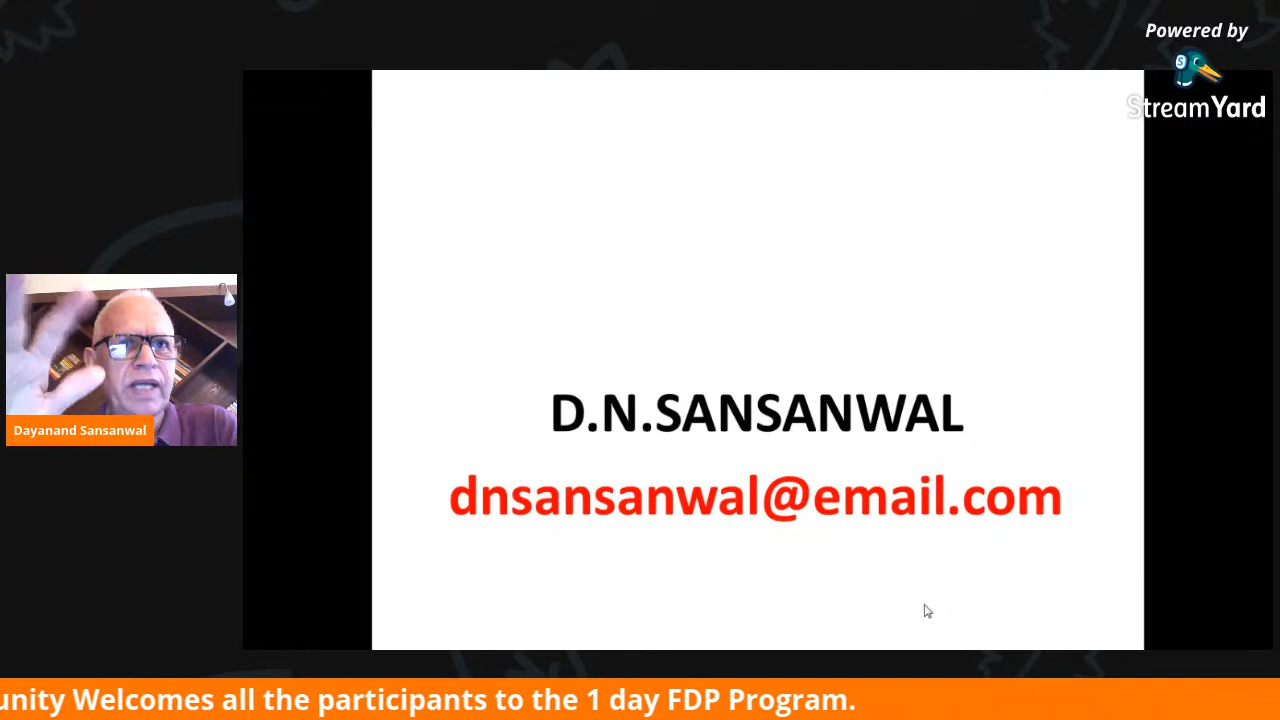 Powered by
StreamYard
D.N.SANSANWAL
dnsansanwal@email.com
Dayanand Sansanwal
unity Welcomes all the participants to the 1 day FDP Program.